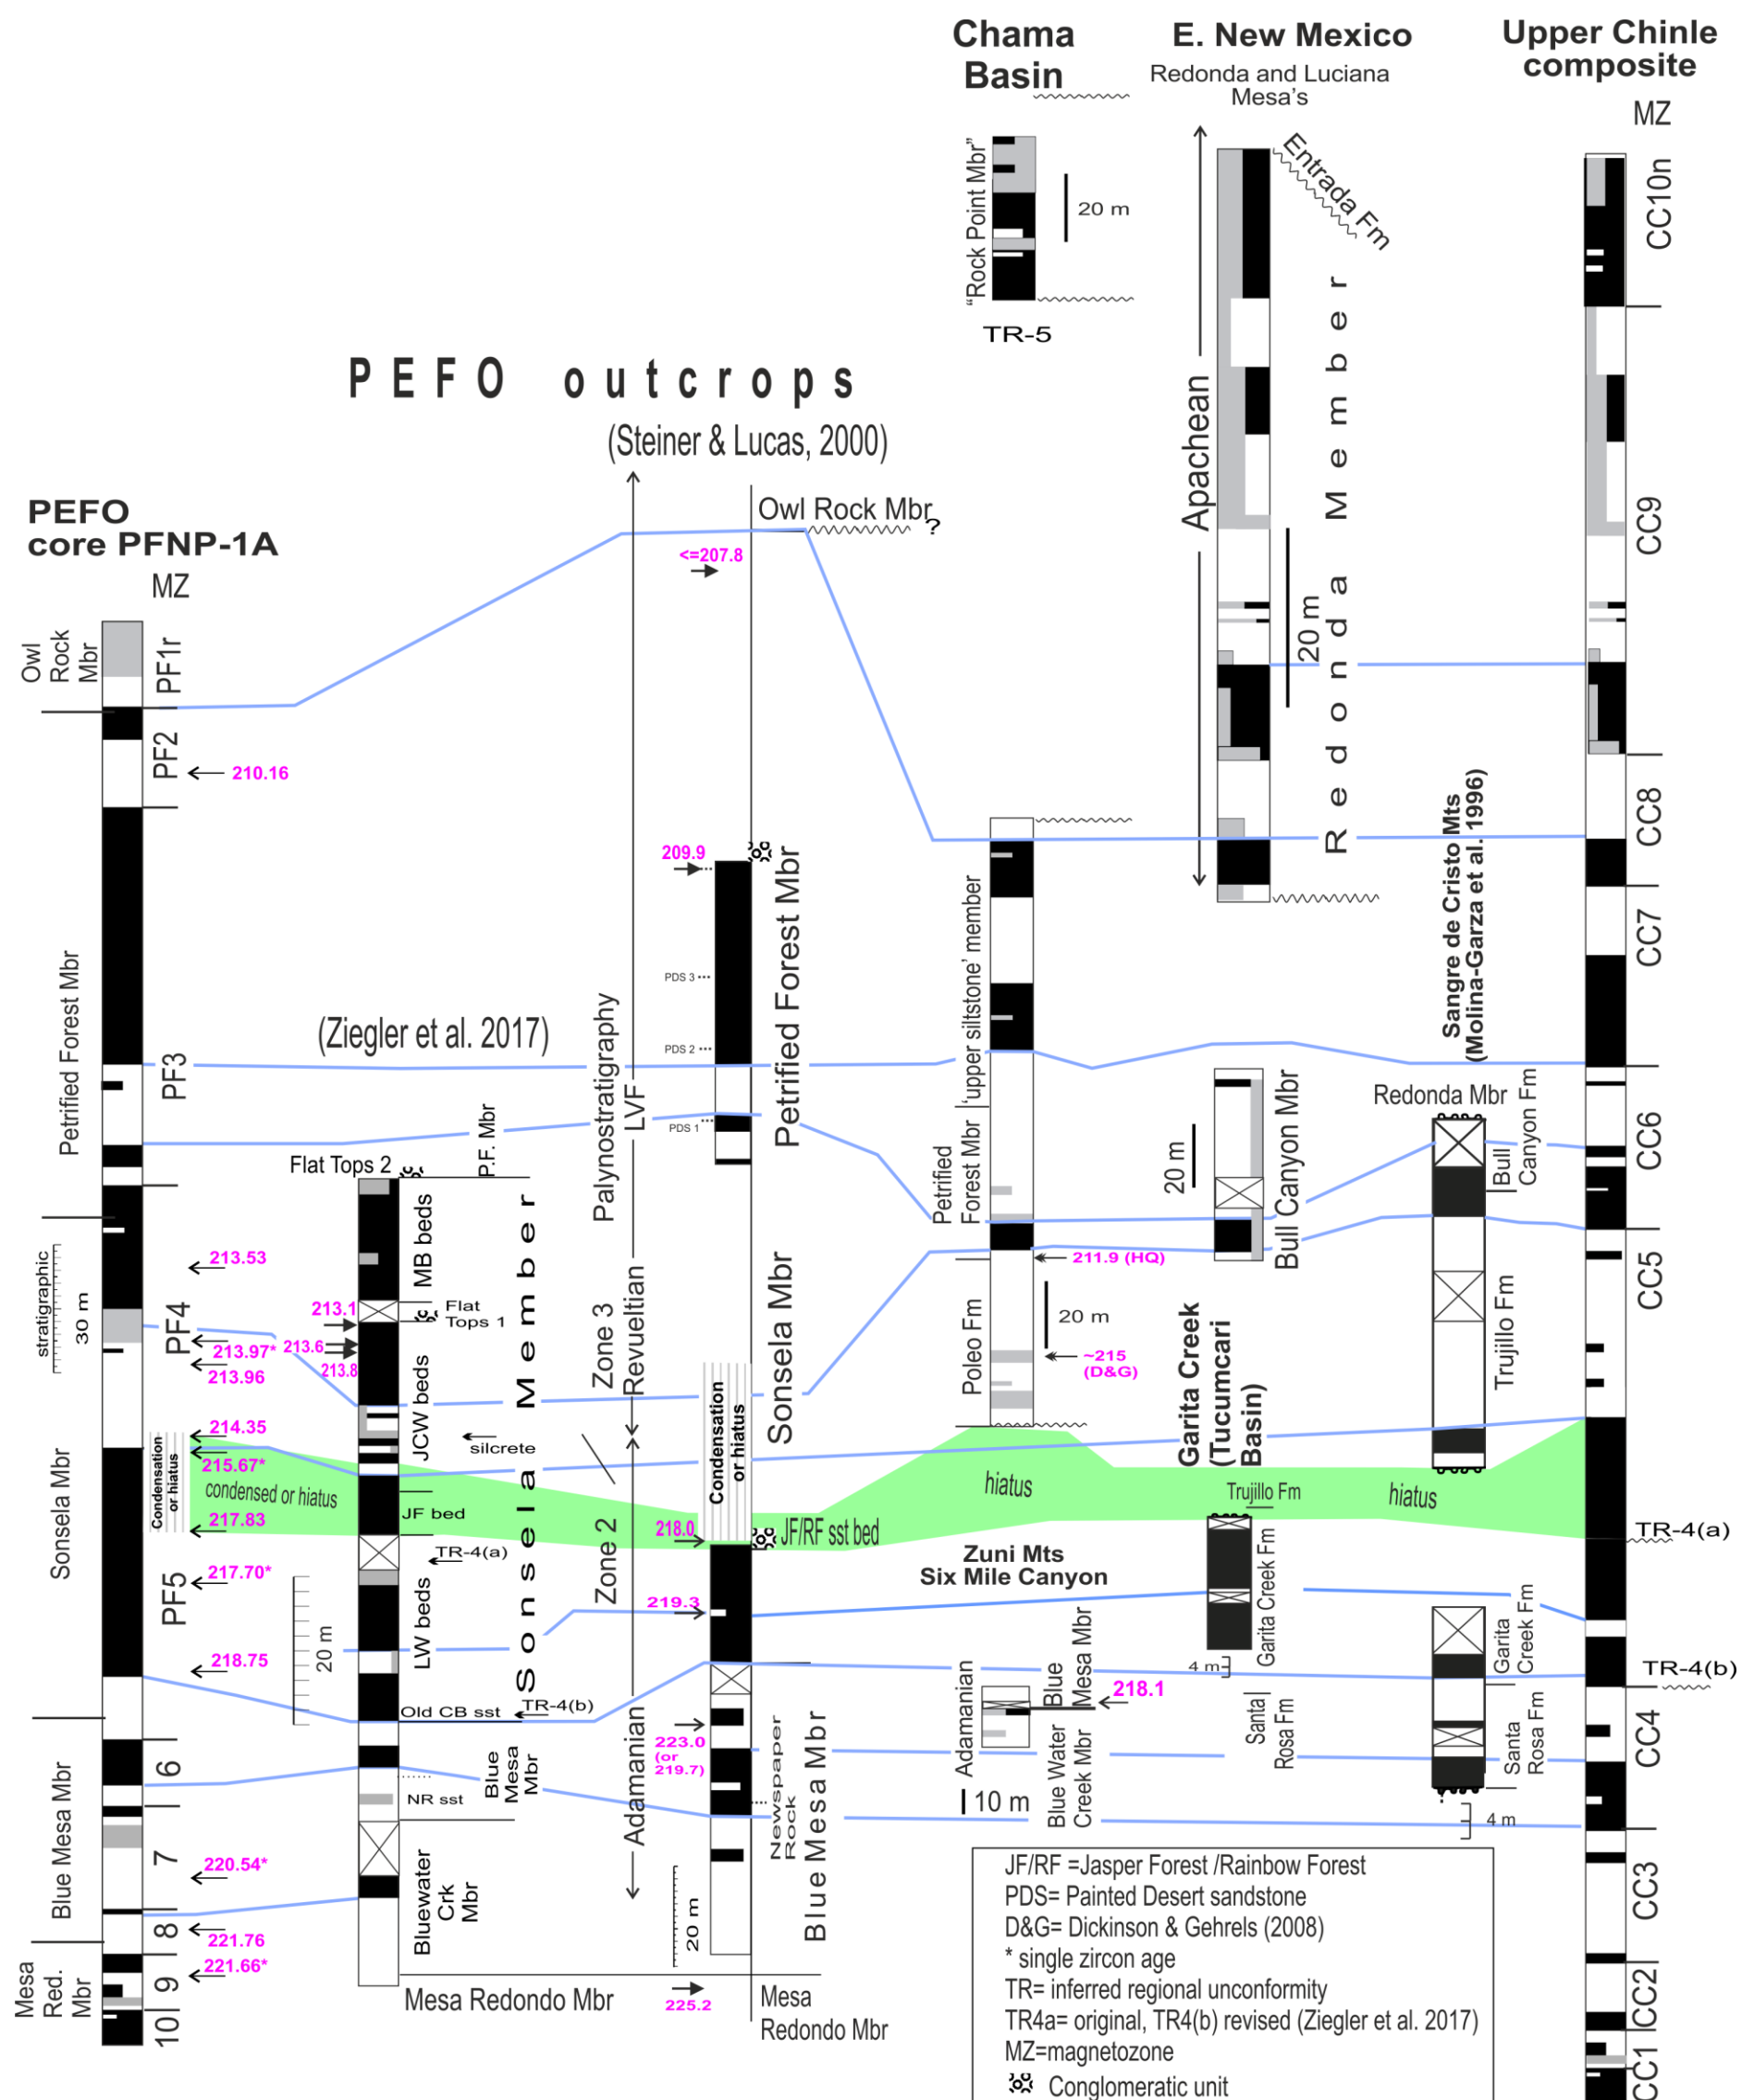 Chama
Basin
E. New Mexico
Redonda and Luciana
Mesa's
Upper Chinle
composite
MZ
"Rock Point Mbr"
20 m
TR-5
Entrada Fm
Apachean
Redonda Member
20 m
CC10n
CC9
CC8
CC7
CC6
CC5
TR-4(a)
TR-4(b)
CC4
CC3
CC2
CC1
PEFO outcrops
(Steiner & Lucas, 2000)
PEFO
core PFNP-1A
MZ
Owl
Rock
Mbr
PF1r
PF2
210.16
Petrified Forest Mbr
PF3
stratigraphic
30 m
213.53
PF4
213.97*
213.96
214.35
215.67*
Condensation
or hiatus
condensed or hiatus
217.83
Sonsela Mbr
217.70*
PF5
218.75
Blue Mesa Mbr
6
7
220.54*
8
221.76
221.66*
Mesa
Red.
Mbr
9
10
(Ziegler et al. 2017)
Flat Tops 2
P.F. Mbr
MB beds
Flat
Tops 1
213.1
213.6
213.8
JCW beds
silcrete
JF bed
TR-4(a)
LW beds
20 m
Old CB sst
TR-4(b)
Sonsela Member
Blue
Mesa
Mbr
NR sst
Bluewater
Crk
Mbr
Mesa Redondo Mbr
Palynostratigraphy
LVF
Zone 3
Revueltian
Zone 2
Adamanian
Owl Rock Mbr
?
<=207.8
209.9
PDS 3
PDS 2
PDS 1
Petrified Forest Mbr
Sonsela Mbr
Condensation
or hiatus
218.0
JF/RF sst bed
219.3
223.0
(or
219.7)
Newspaper
Rock
Blue Mesa Mbr
20 m
225.2
Mesa
Redondo Mbr
'upper siltstone' member
Petrified
Forest Mbr
211.9 (HQ)
Poleo Fm
20 m
~215
(D&G)
hiatus
20 m
Bull Canyon Mbr
Garita Creek
(Tucumcari
Basin)
Trujillo Fm
Garita Creek Fm
4 m
Santa
Rosa Fm
Sangre de Cristo Mts
(Molina-Garza et al. 1996)
Redonda Mbr
Bull
Canyon Fm
Trujillo Fm
hiatus
Garita
Creek Fm
Santa
Rosa Fm
4 m
Zuni Mts
Six Mile Canyon
Adamanian
Blue
Mesa Mbr
218.1
Blue Water
Creek Mbr
10 m
JF/RF =Jasper Forest /Rainbow Forest
PDS= Painted Desert sandstone
D&G= Dickinson & Gehrels (2008)
* single zircon age
TR= inferred regional unconformity
TR4a= original, TR4(b) revised (Ziegler et al. 2017)
MZ=magnetozone
Conglomeratic unit